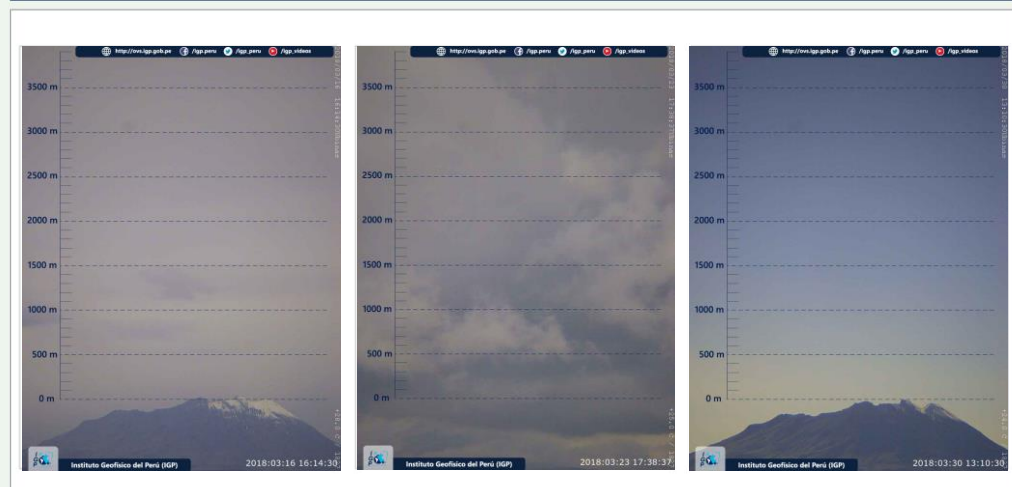 http://ovs.igp.gob.pe /igp.peru /igp_peru /igp_videos
3500 m
3000 m
2500 m
2000 m
1500 m
1000 m
500 m
0 m
Instituto Geofísico del Perú (IGP)
2018:03:16 16:14:30
http://ovs.igp.gob.pe /igp.peru /igp_peru /igp_videos
3500 m
3000 m
2500 m
2000 m
1500 m
1000 m
500 m
0 m
Instituto Geofísico del Perú (IGP)
2018:03:23 17:38:37
http://ovs.igp.gob.pe /igp.peru /igp_peru /igp_videos
3500 m
3000 m
2500 m
2000 m
1500 m
1000 m
500 m
0 m
Instituto Geofísico del Perú (IGP)
2018:03:30 13:10:30